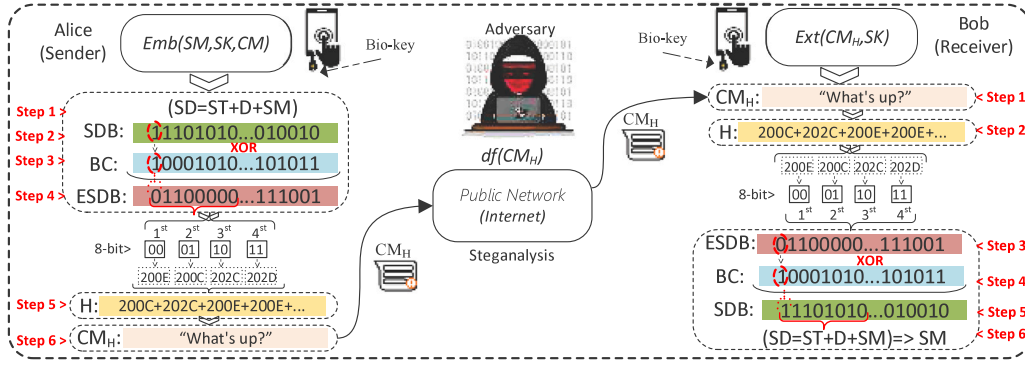 Alice
(Sender)
Emb(SM,SK,CM)
Bio-key
Step 1 >
(SD=ST+D+SM)
Step 2 >
SDB: 11101010...010010
XOR
Step 3 >
BC: 10001010...101011
Step 4 >
ESDB: 01100000...111001
1st 2nd 3rd 4th
8-bit> 00 01 10 11
200E 200C 202C 202D
Step 5 > H: 200C+202C+200E+200E+...
Step 6 > CMH: “What's up?”
Adversary
df(CMH)
Public Network
(Internet)
Steganalysis
CMH
CMH
Bio-key
Ext(CMH,SK)
Bob
(Receiver)
CMH: “What's up?” < Step 1
H: 200C+202C+200E+200E+... < Step 2
200E 200C 202C 202D
8-bit> 00 01 10 11
1st 2nd 3rd 4th
ESDB: 01100000...111001 < Step 3
XOR
BC: 10001010...101011 < Step 4
SDB: 11101010...010010 < Step 5
(SD=ST+D+SM)=> SM < Step 6